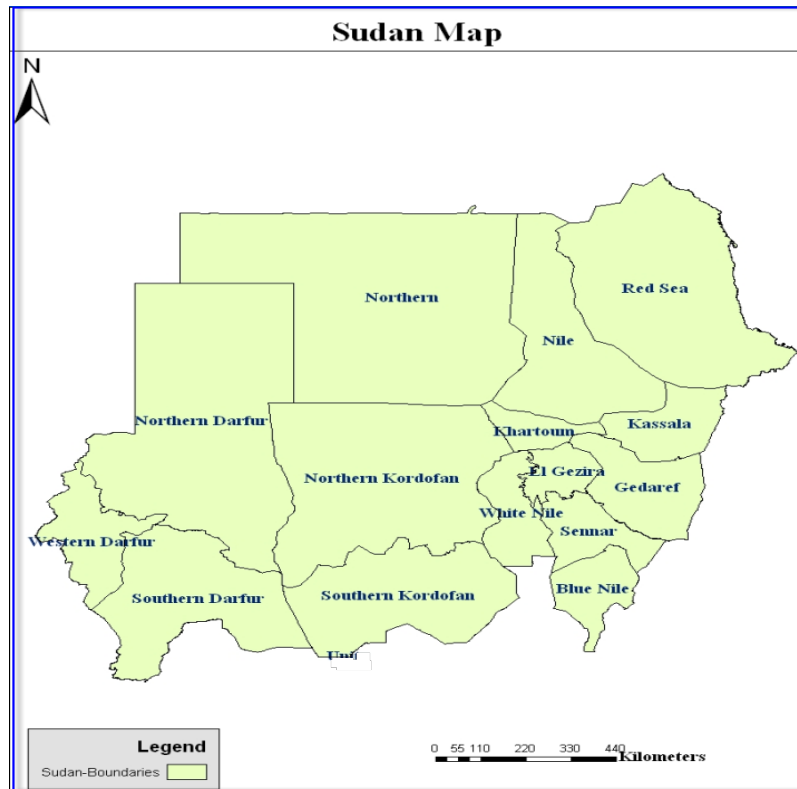 Sudan Map
N
Red Sea
Northern
Nile
Northern Darfur
Kassala
Khartoum
El Gezira
Northern Kordofan
Gedaref
White Nile
Sennar
Western Darfur
Blue Nile
Southern Darfur
Southern Kordofan
Legend
Sudan-Boundaries
0 55 110 220 330 440
Kilometers